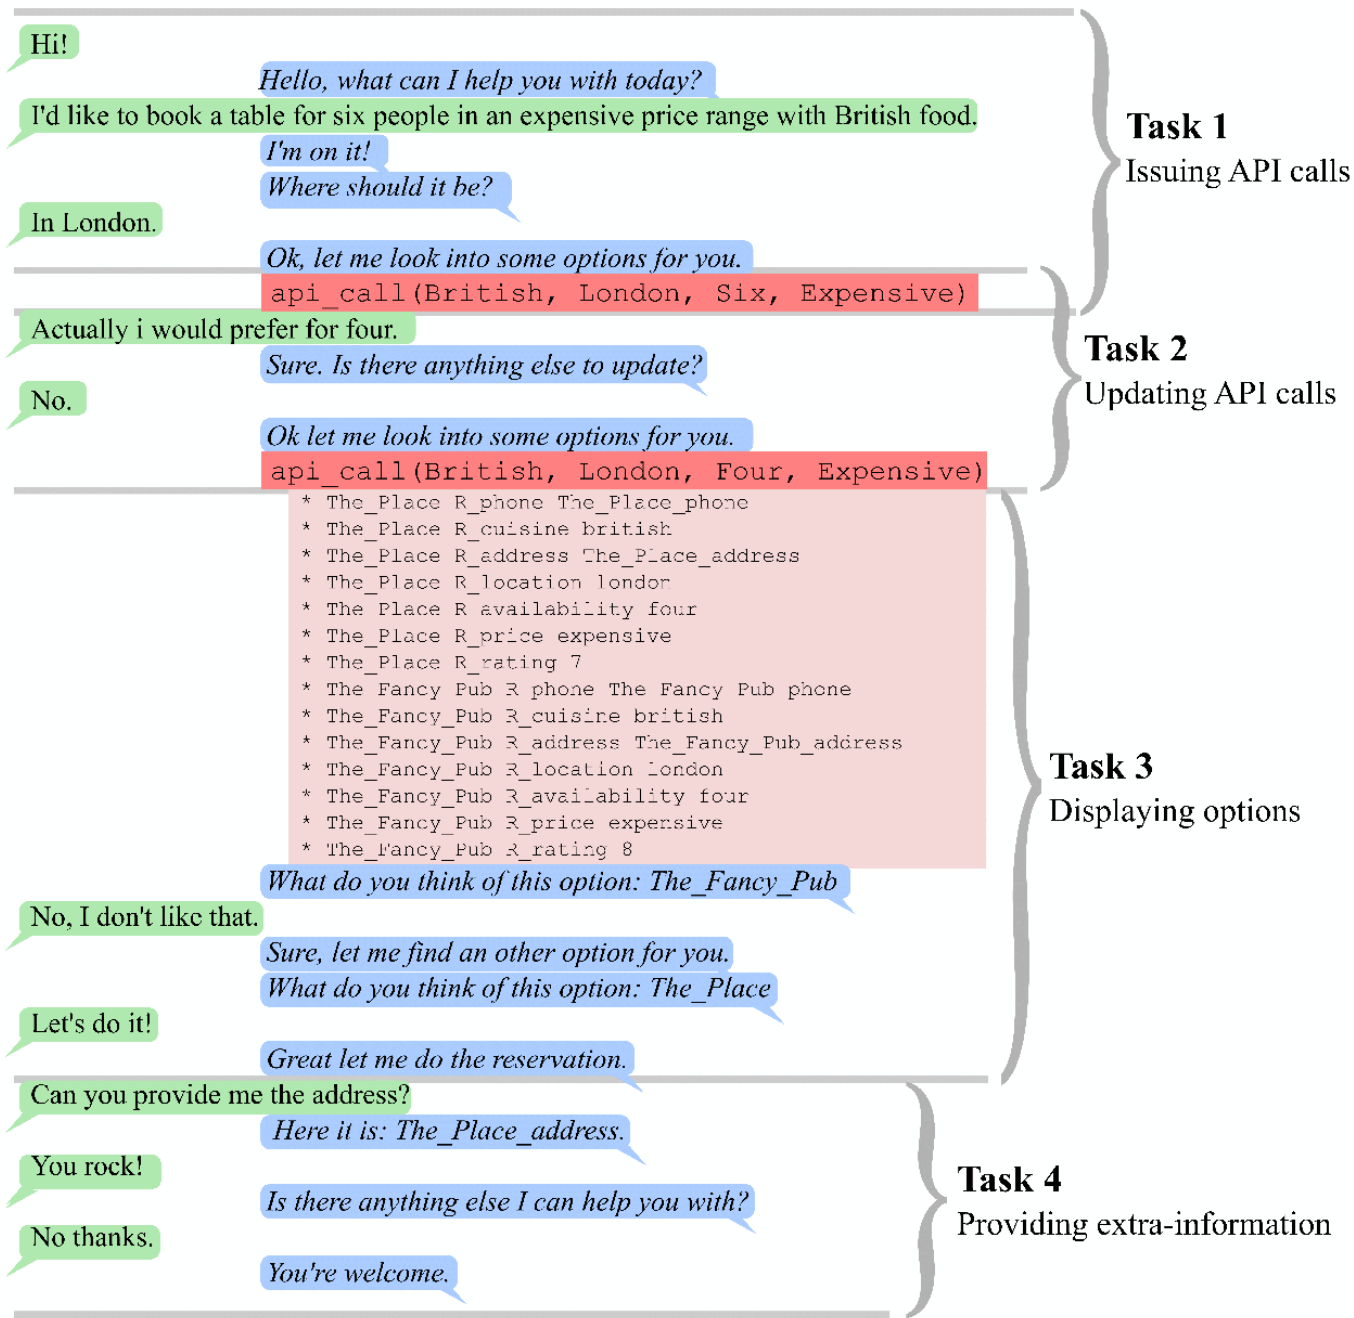 Hi!
Hello, what can I help you with today?
I'd like to book a table for six people in an expensive price range with British food.
I'm on it!
Where should it be?
In London.
Ok, let me look into some options for you.
api_call(British, London, Six, Expensive)
Task 1
Issuing API calls
Actually i would prefer for four.
Sure. Is there anything else to update?
No.
Ok let me look into some options for you.
api_call(British, London, Four, Expensive)
Task 2
Updating API calls
* The_Place R_phone The_Place_phone
* The_Place R_cuisine british
* The_Place R_address The_Place_address
* The_Place R_location london
* The_Place R_availability four
* The_Place R_price expensive
* The_Place R_rating 7
* The_Fancy_Pub R_phone The_Fancy_Pub_phone
* The_Fancy_Pub R_cuisine british
* The_Fancy_Pub R_address The_Fancy_Pub_address
* The_Fancy_Pub R_location london
* The_Fancy_Pub R_availability four
* The_Fancy_Pub R_price expensive
* The_Fancy_Pub R_rating 8
What do you think of this option: The_Fancy_Pub
No, I don't like that.
Sure, let me find an other option for you.
What do you think of this option: The_Place
Let's do it!
Great let me do the reservation.
Task 3
Displaying options
Can you provide me the address?
Here it is: The_Place_address.
You rock!
Is there anything else I can help you with?
No thanks.
You're welcome.
Task 4
Providing extra-information